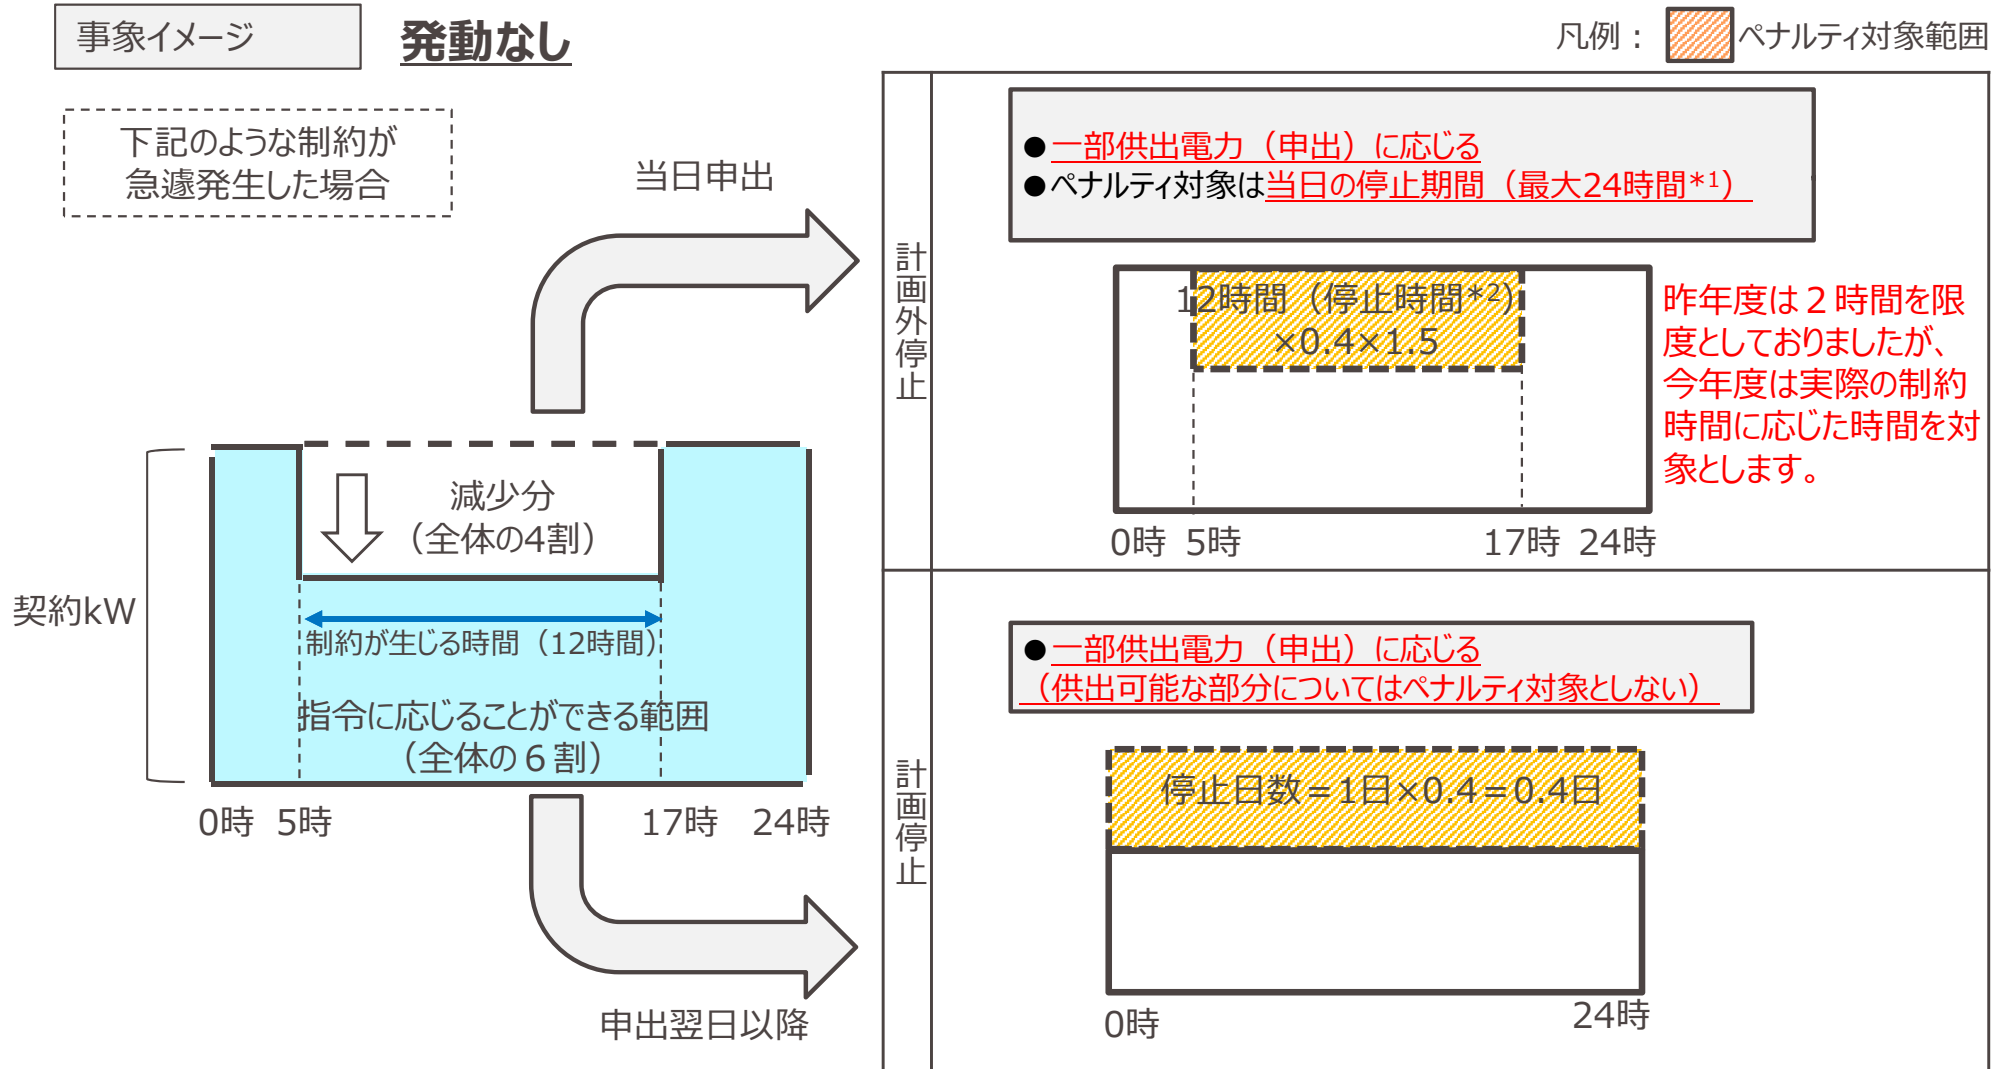 事象イメージ
発動なし
凡例：
ペナルティ対象範囲
下記のような制約が
急遽発生した場合
当日申出
計画外停止
●一部供出電力（申出）に応じる
●ペナルティ対象は当日の停止期間（最大24時間*1）
12時間（停止時間*2）
×0.4×1.5
0時 5時 17時 24時
昨年度は２時間を限
度としておりましたが、
今年度は実際の制約
時間に応じた時間を対
象とします。
契約kW
減少分
（全体の4割）
制約が生じる時間（12時間）
指令に応じることができる範囲
（全体の６割）
0時 5時 17時 24時
申出翌日以降
計画停止
●一部供出電力（申出）に応じる
（供出可能な部分についてはペナルティ対象としない）
停止日数＝1日×0.4＝0.4日
0時 24時